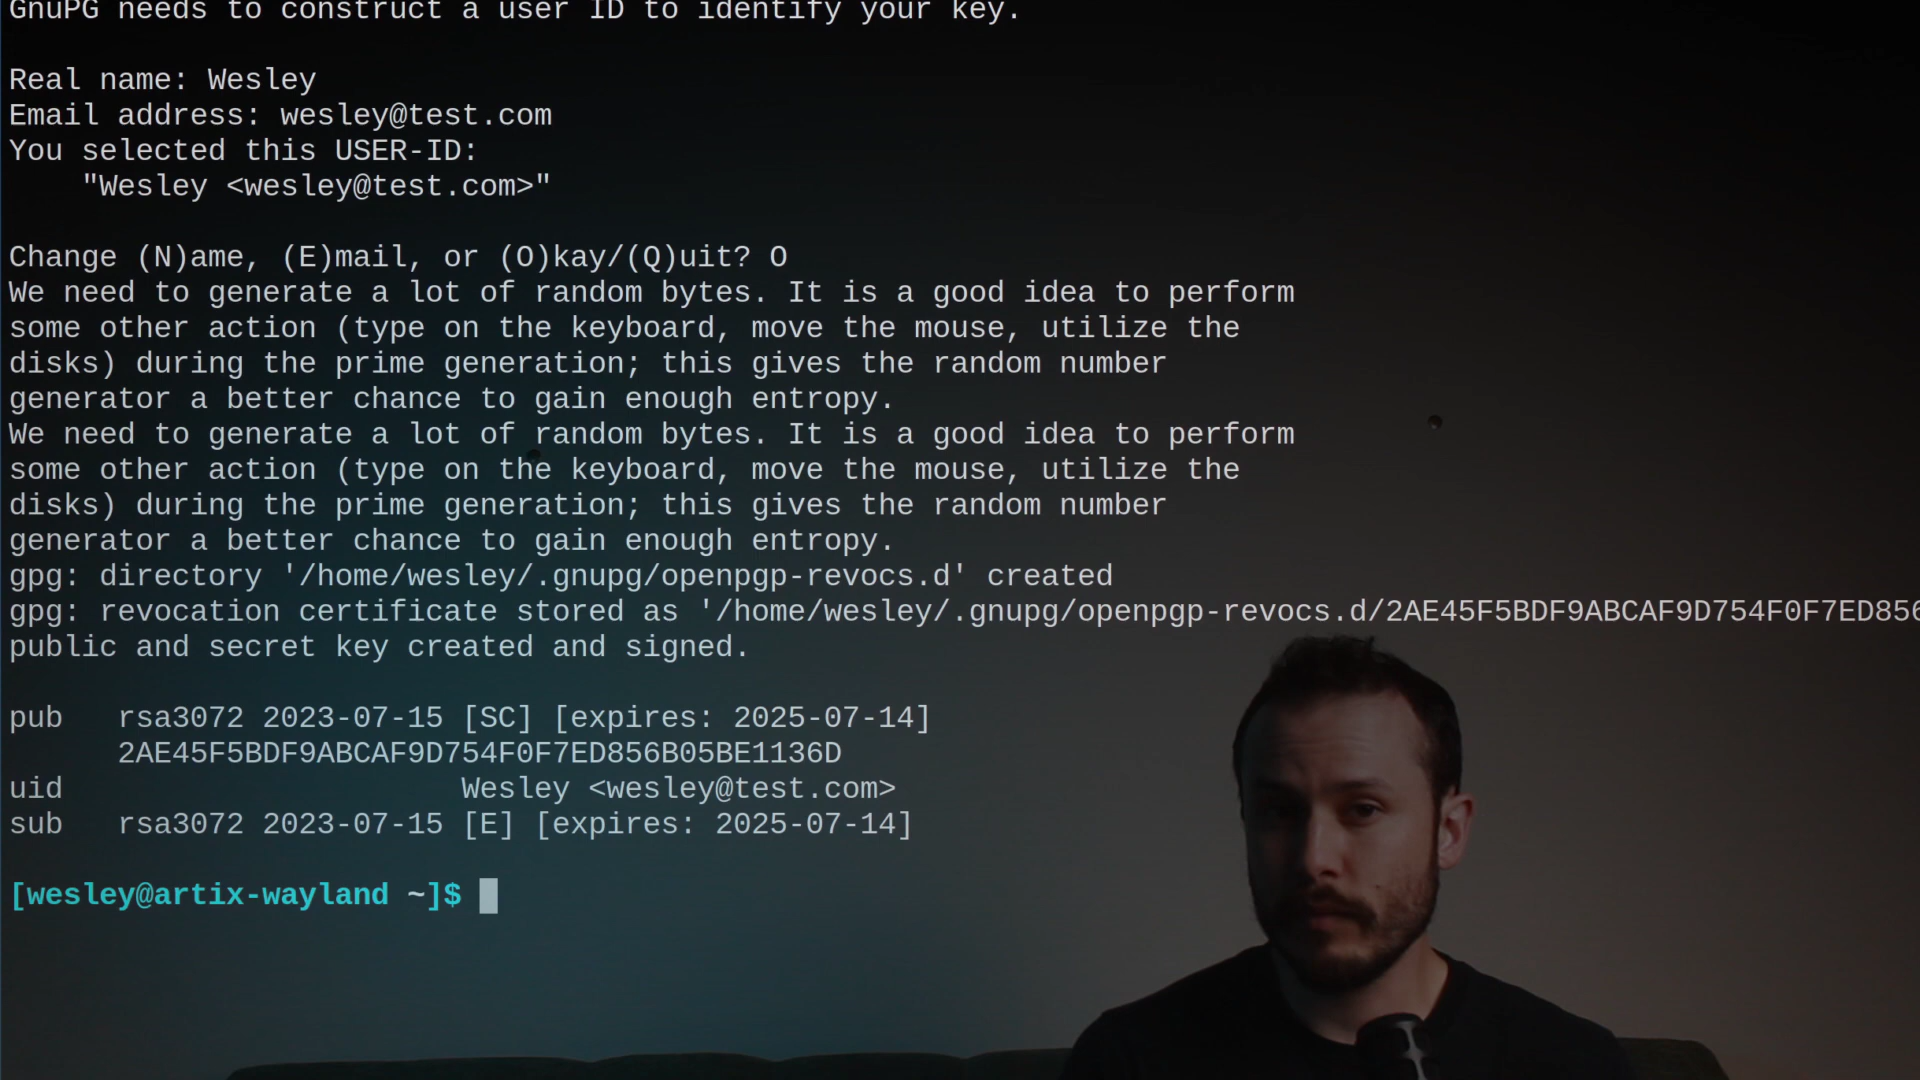 GnuPG needs to construct a user ID to identify your key.
Real name: Wesley
Email address: wesley@test.com
You selected this USER-ID:
"Wesley <wesley@test.com>"
Change (N)ame, (E)mail, or (O)kay/(Q)uit? O
We need to generate a lot of random bytes. It is a good idea to perform
some other action (type on the keyboard, move the mouse, utilize the
disks) during the prime generation; this gives the random number
generator a better chance to gain enough entropy.
We need to generate a lot of random bytes. It is a good idea to perform
some other action (type on the keyboard, move the mouse, utilize the
disks) during the prime generation; this gives the random number
generator a better chance to gain enough entropy.
gpg: directory '/home/wesley/.gnupg/openpgp-revocs.d' created
gpg: revocation certificate stored as '/home/wesley/.gnupg/openpgp-revocs.d/2AE45F5BDF9ABCAF9D754F0F7ED856
public and secret key created and signed.
pub   rsa3072 2023-07-15 [SC] [expires: 2025-07-14]
2AE45F5BDF9ABCAF9D754F0F7ED856B05BE1136D
uid                      Wesley <wesley@test.com>
sub   rsa3072 2023-07-15 [E] [expires: 2025-07-14]
[wesley@artix-wayland ~]$